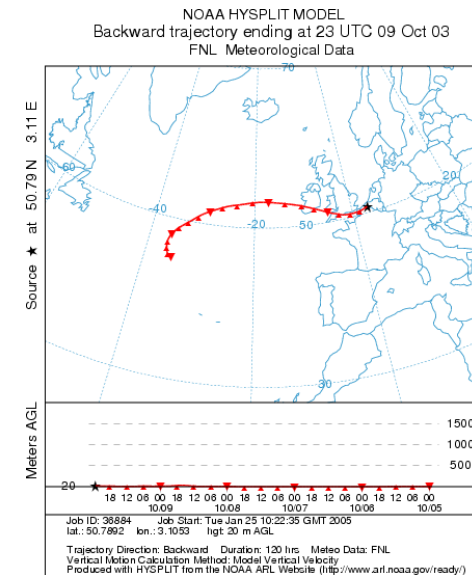 NOAA HYSPLIT MODEL
Backward trajectory ending at 23 UTC 09 Oct 03
FNL Meteorological Data
Source ★ at 50.79 N 3.11 E
70
60
-40
-20
50
20
30
Meters AGL
1500
1000
500
20
18 12 06 00 18 12 06 00 18 12 06 00 18 12 06 00 18 12 06 00
10/09 10/08 10/07 10/06 10/05
Job ID: 36884 Job Start: Tue Jan 25 10:22:35 GMT 2005
lat.: 50.7892 lon.: 3.1053 hgt: 20 m AGL
Trajectory Direction: Backward Duration: 120 hrs Meteo Data: FNL
Vertical Motion Calculation Method: Model Vertical Velocity
Produced with HYSPLIT from the NOAA ARL Website (http://www.arl.noaa.gov/ready/)